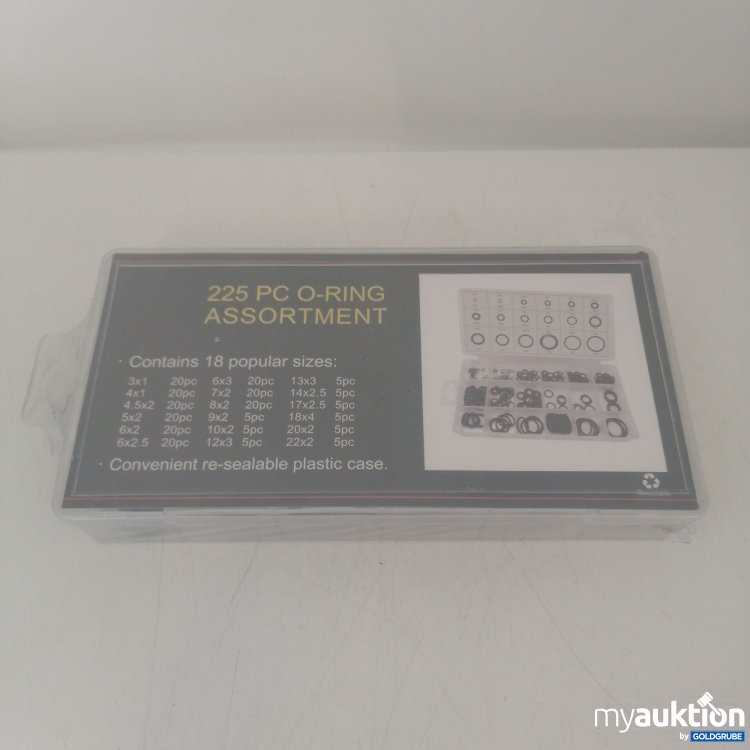 225 PC O-RING
ASSORTMENT
· Contains 18 popular sizes:
3x1 20pc 6x3 20pc 13x3 5pc
4x1 20pc 7x2 20pc 14x2.5 5pc
4.5x2 20pc 8x2 20pc 17x2.5 5pc
5x2 20pc 9x2 5pc 18x4 5pc
6x2 20pc 10x2 5pc 20x2 5pc
6x2.5 20pc 12x3 5pc 22x2 5pc
· Convenient re-sealable plastic case.
Recyclable
myauktion
by GOLDGRUBE